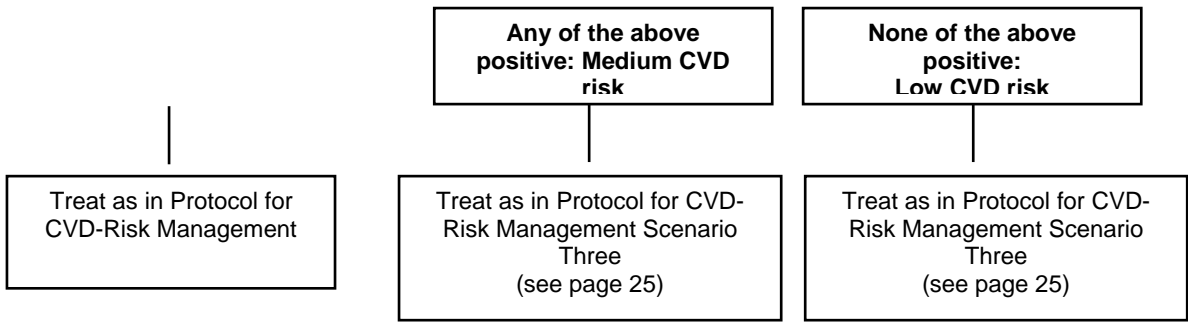 Any of the above
positive: Medium CVD
risk
None of the above
positive:
Low CVD risk
Treat as in Protocol for
CVD-Risk Management
Treat as in Protocol for CVD-
Risk Management Scenario
Three
(see page 25)
Treat as in Protocol for CVD-
Risk Management Scenario
Three
(see page 25)